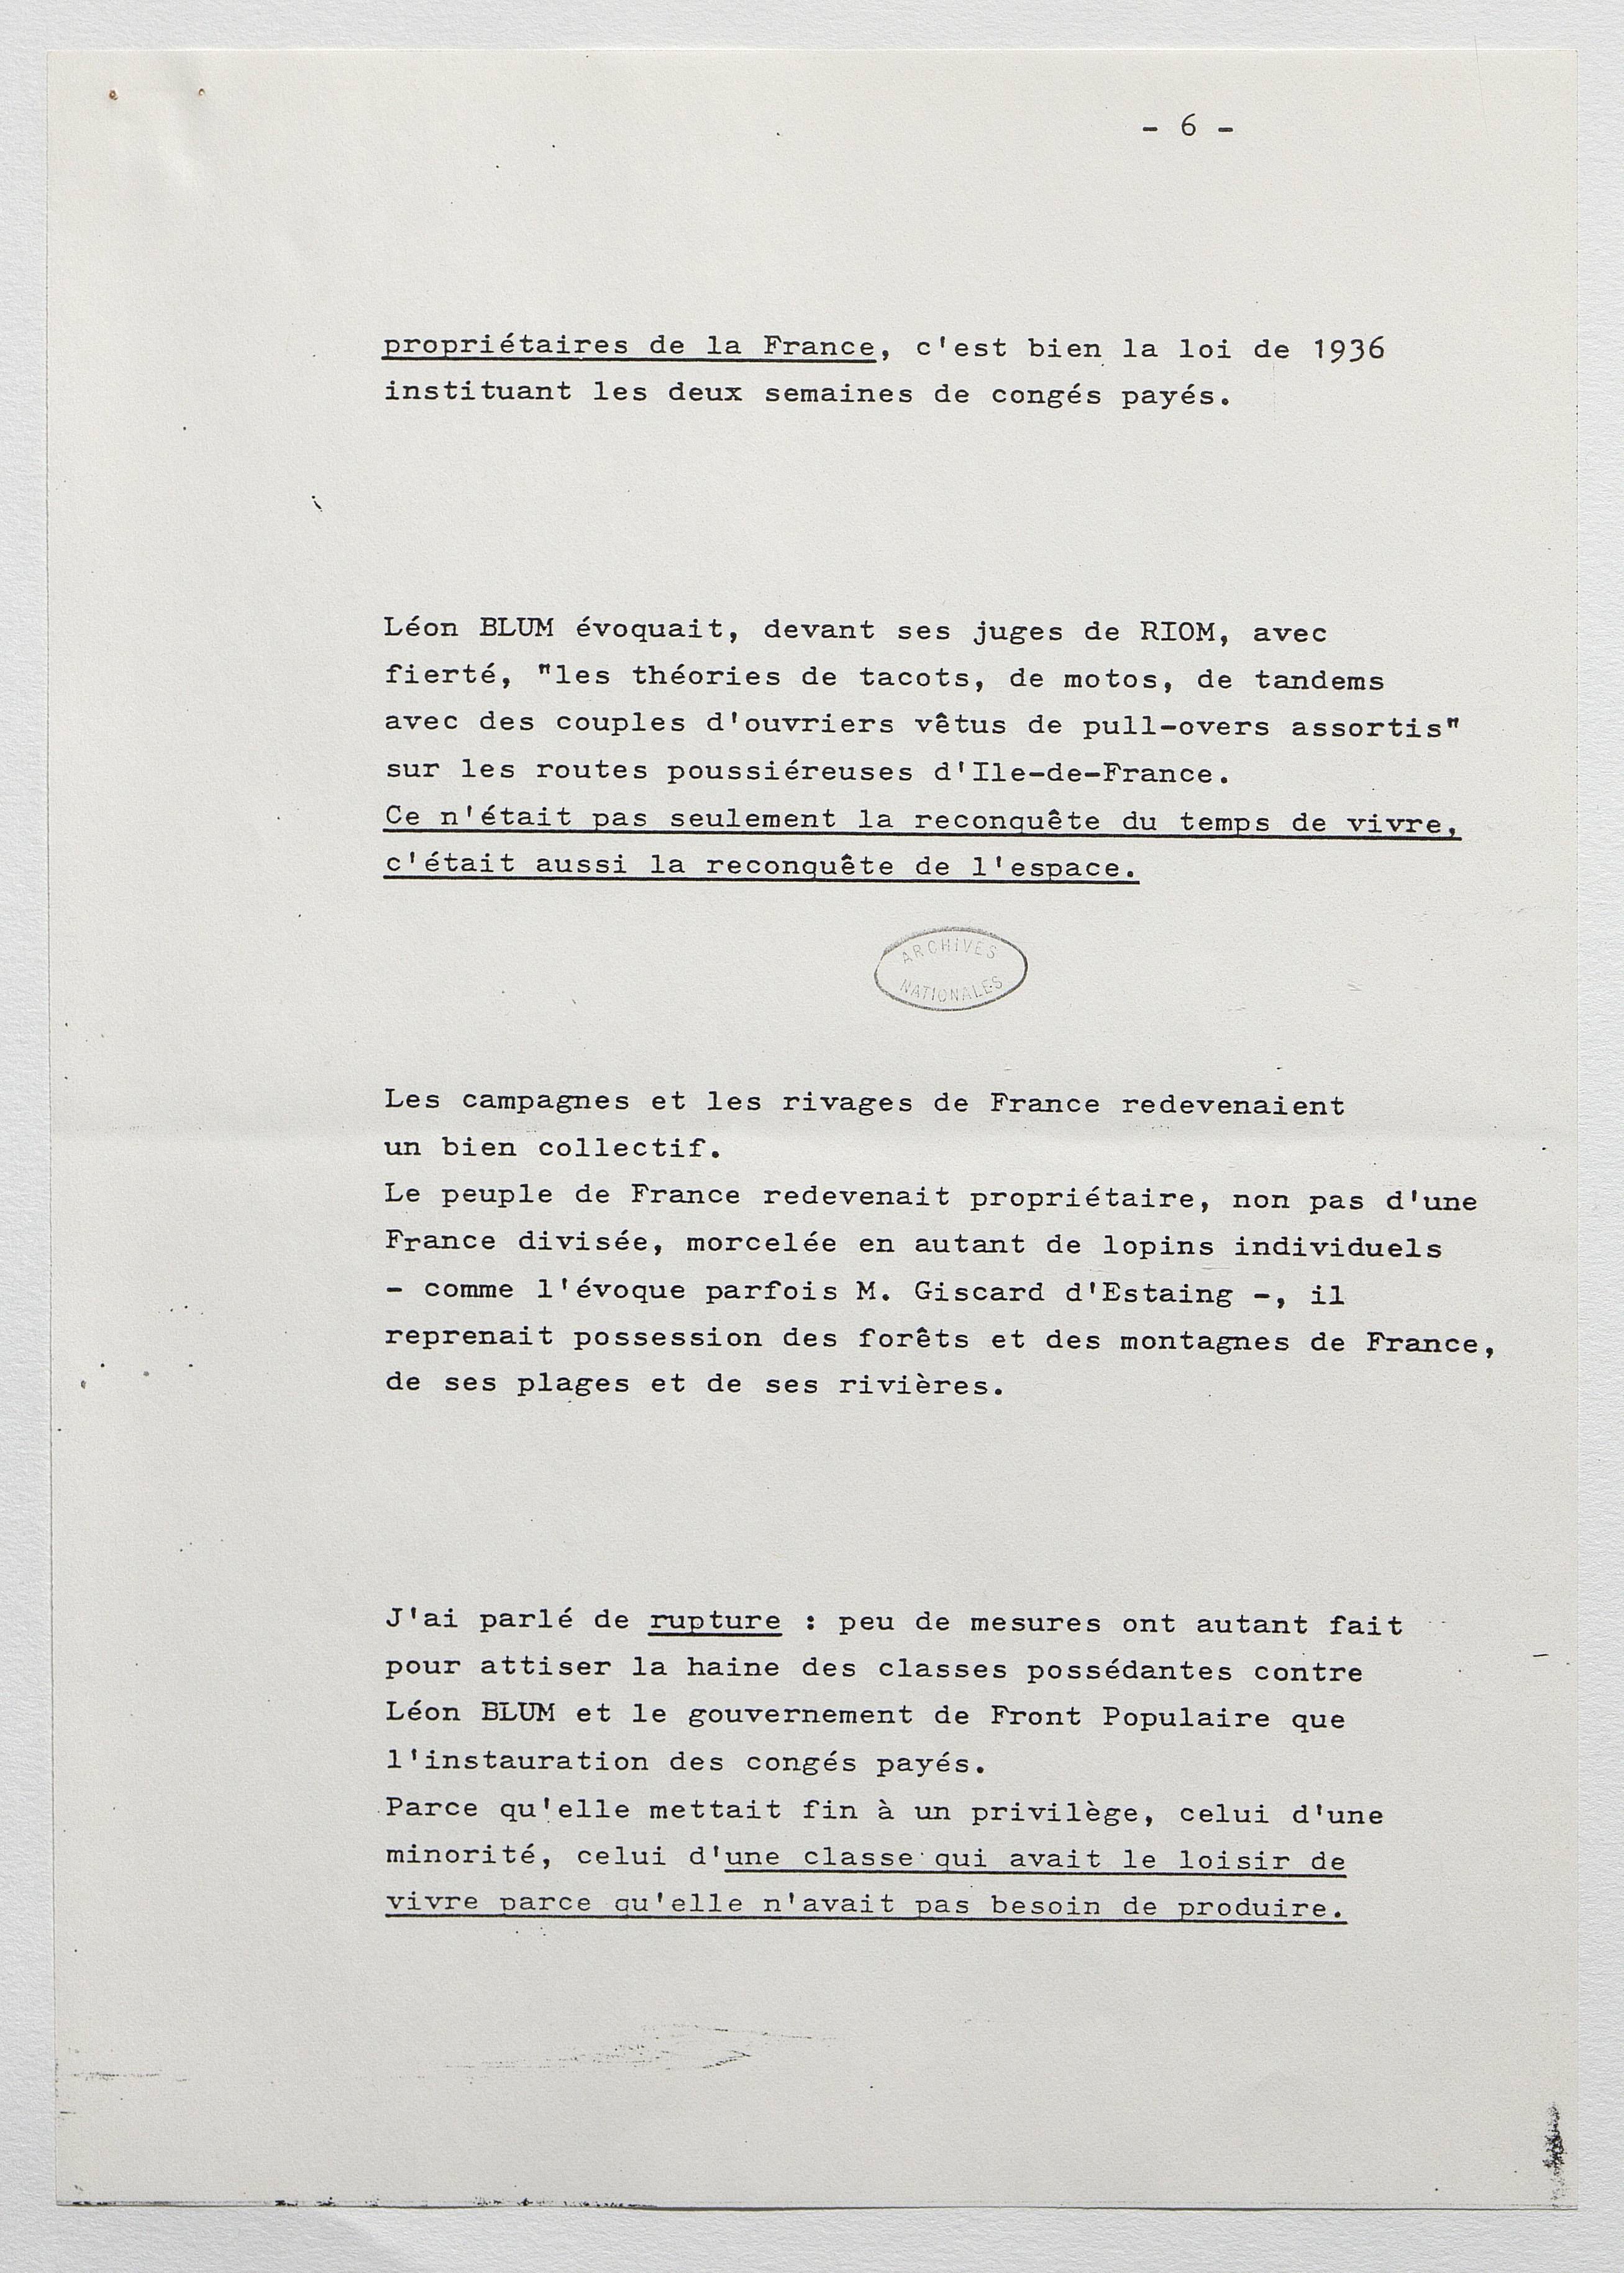 - 6 -
propriétaires de la France, c'est bien la loi de 1936
instituant les deux semaines de congés payés.
Léon BLUM évoquait, devant ses juges de RIOM, avec
fierté, "les théories de tacots, de motos, de tandems
avec des couples d'ouvriers vêtus de pull-overs assortis"
sur les routes poussiéreuses d'Ile-de-France.
Ce n'était pas seulement la reconquête du temps de vivre,
c'était aussi la reconquête de l'espace.
ARCHIVES
NATIONALES
Les campagnes et les rivages de France redevenaient
un bien collectif.
Le peuple de France redevenait propriétaire, non pas d'une
France divisée, morcelée en autant de lopins individuels
- comme l'évoque parfois M. Giscard d'Estaing -, il
reprenait possession des forêts et des montagnes de France,
de ses plages et de ses rivières.
J'ai parlé de rupture : peu de mesures ont autant fait
pour attiser la haine des classes possédantes contre
Léon BLUM et le gouvernement de Front Populaire que
l'instauration des congés payés.
Parce qu'elle mettait fin à un privilège, celui d'une
minorité, celui d'une classe qui avait le loisir de
vivre parce qu'elle n'avait pas besoin de produire.